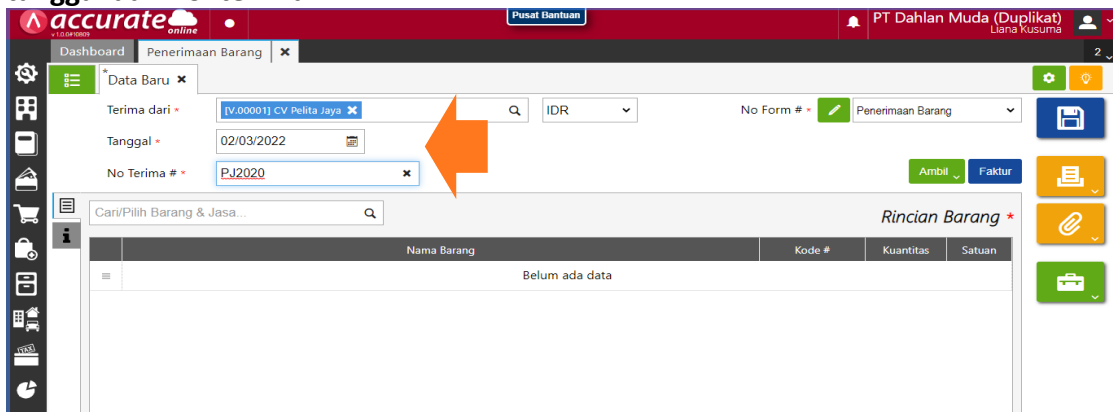 accurate online Pusat Bantuan PT Dahlan Muda (Duplikat)
Liana Kusuma
Dashboard Penerimaan Barang 2
*Data Baru
Terima dari * [V.00001] CV Pelita Jaya IDR No Form # * Penerimaan Barang
Tanggal * 02/03/2022
No Terima # * PJ2020 Ambil Faktur
Cari/Pilih Barang & Jasa... Rincian Barang *
Nama Barang Kode # Kuantitas Satuan
Belum ada data
TAX